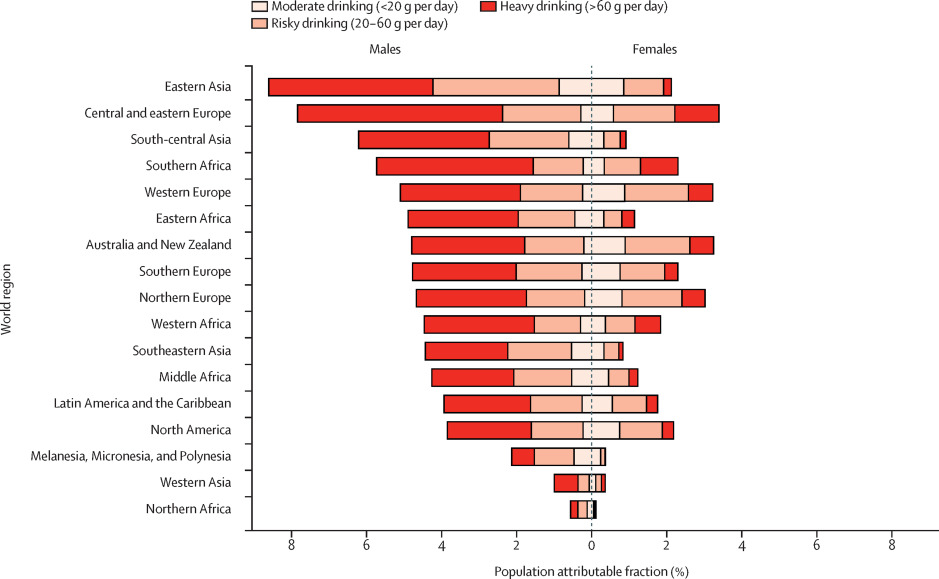 Moderate drinking (<20 g per day)
Heavy drinking (>60 g per day)
Risky drinking (20–60 g per day)
Males
Females
World region
Eastern Asia
Central and eastern Europe
South-central Asia
Southern Africa
Western Europe
Eastern Africa
Australia and New Zealand
Southern Europe
Northern Europe
Western Africa
Southeastern Asia
Middle Africa
Latin America and the Caribbean
North America
Melanesia, Micronesia, and Polynesia
Western Asia
Northern Africa
8 6 4 2 0 2 4 6 8
Population attributable fraction (%)